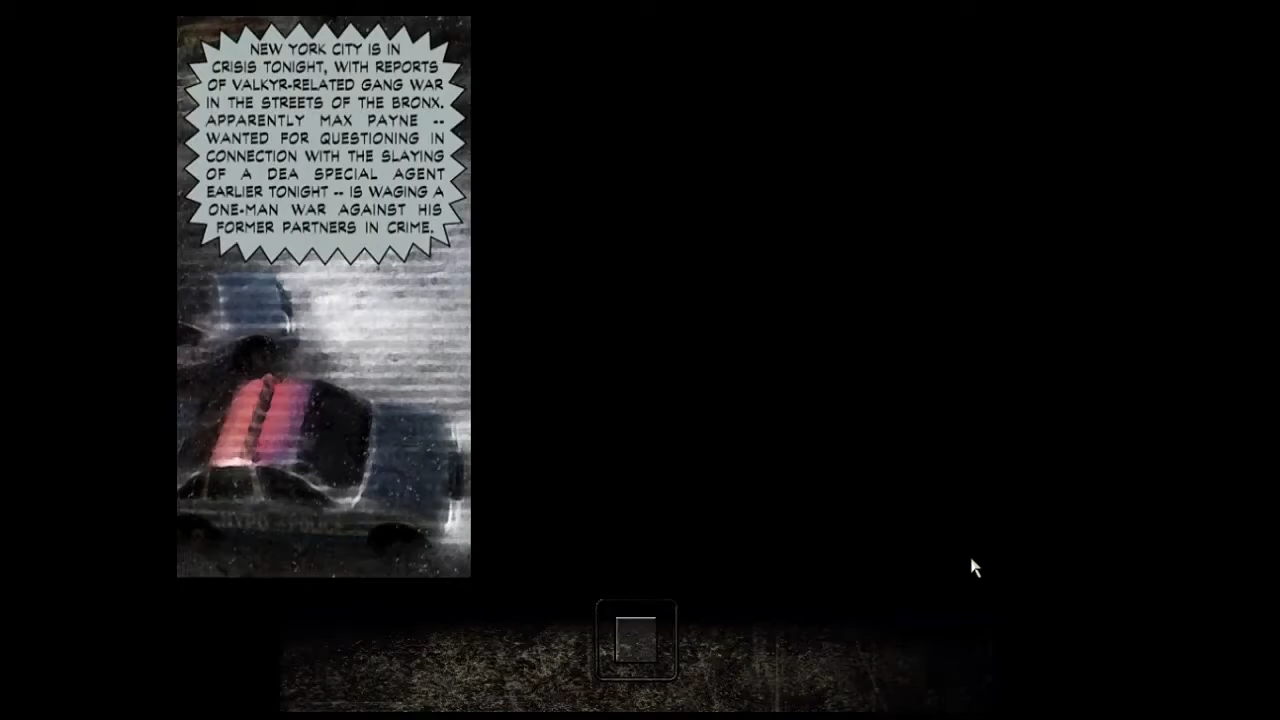 NEW YORK CITY IS IN
CRISIS TONIGHT, WITH REPORTS
OF VALKYR-RELATED GANG WAR
IN THE STREETS OF THE BRONX.
APPARENTLY MAX PAYNE --
WANTED FOR QUESTIONING IN
CONNECTION WITH THE SLAYING
OF A DEA SPECIAL AGENT
EARLIER TONIGHT -- IS WAGING A
ONE-MAN WAR AGAINST HIS
FORMER PARTNERS IN CRIME.